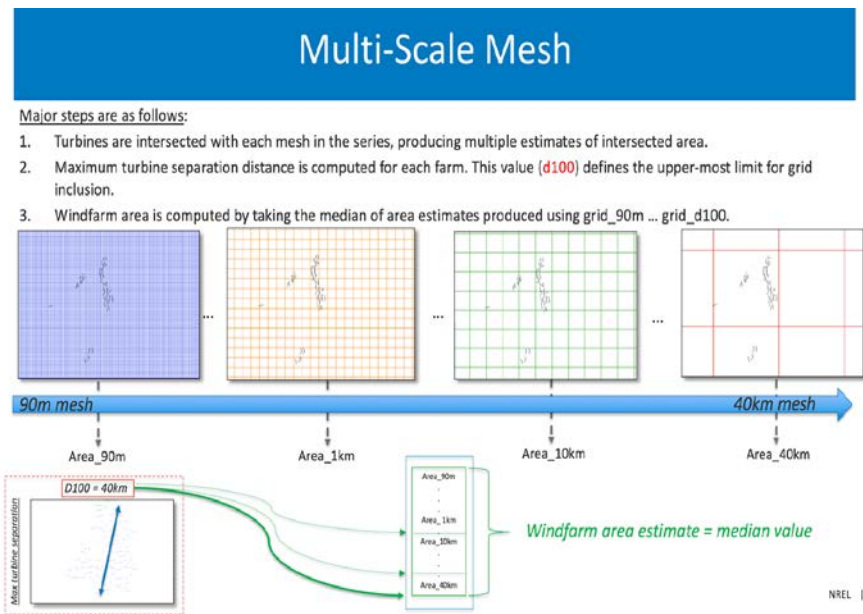 Multi-Scale Mesh
Major steps are as follows:
1. Turbines are intersected with each mesh in the series, producing multiple estimates of intersected area.
2. Maximum turbine separation distance is computed for each farm. This value (d100) defines the upper-most limit for grid
inclusion.
3. Windfarm area is computed by taking the median of area estimates produced using grid_90m ... grid_d100.
... ... ...
90m mesh 40km mesh
Area_90m Area_1km Area_10km Area_40km
D100 = 40km
Max turbine separation
Area_90m
.
.
.
Area_ 1km
Area_10km
.
.
.
Area_40km
Windfarm area estimate = median value
NREL |